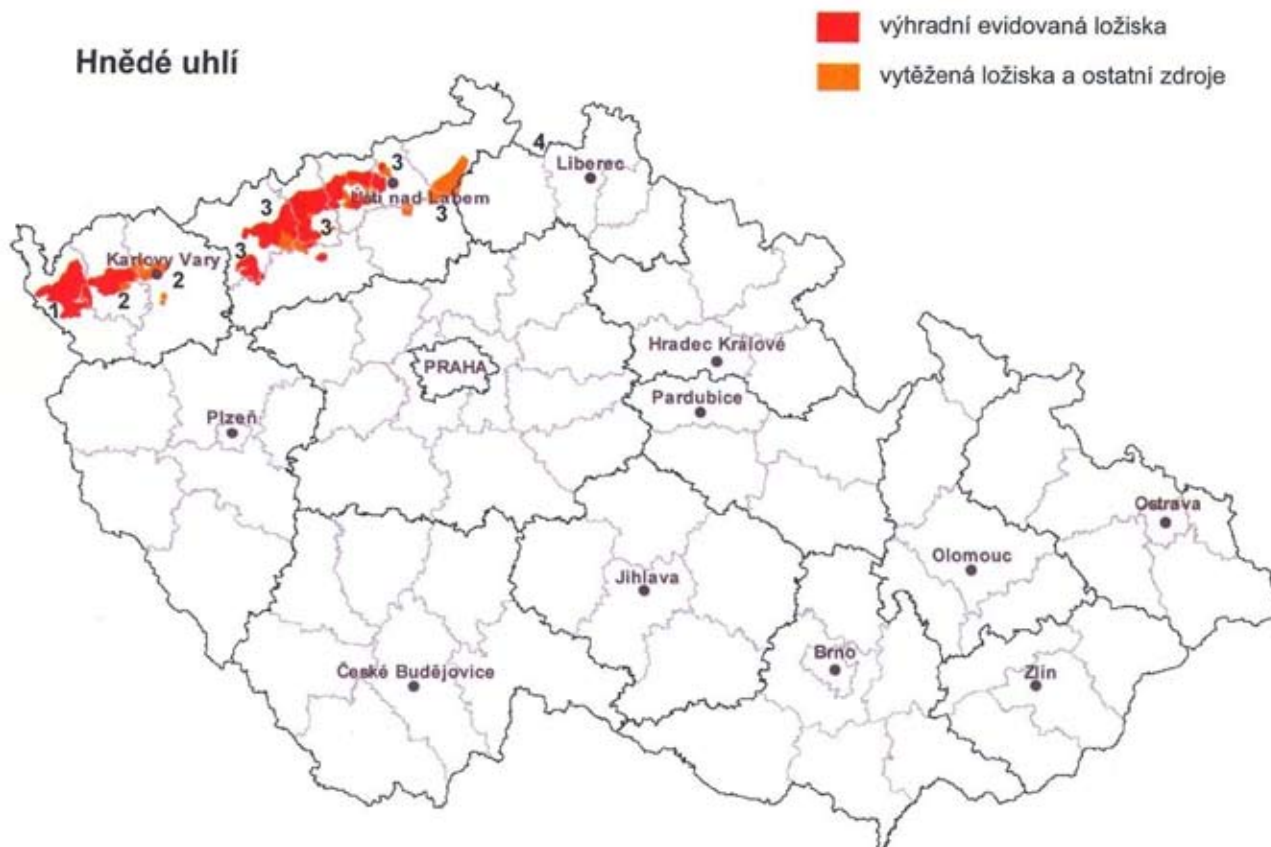 výhradní evidovaná ložiska
Hnědé uhlí
vytěžená ložiska a ostatní zdroje
4
3
Liberec
Ústí nad Labem
3
3
3
3
Karlovy Vary
2
2
1
Hradec Králové
PRAHA
Pardubice
Plzeň
Ostrava
Olomouc
Jihlava
Brno
České Budějovice
Zlín